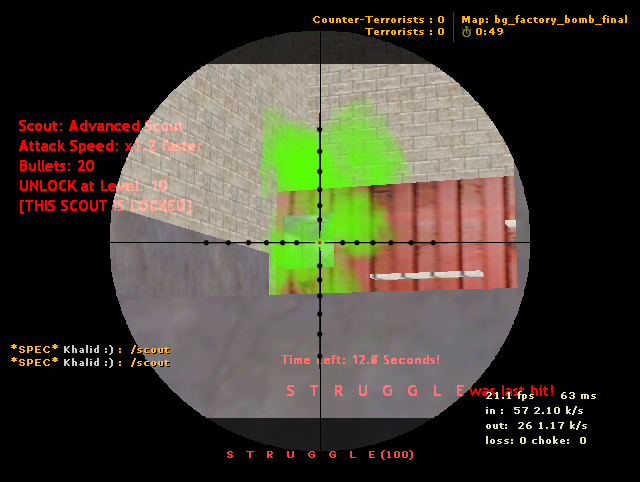 Counter-Terrorists : 0
Terrorists : 0
Map: bg_factory_bomb_final
0:49
Scout: Advanced Scout
Attack Speed: x1.2 faster
Bullets: 20
UNLOCK at Level: 10
[THIS SCOUT IS LOCKED]
*SPEC* Khalid :) : /scout
*SPEC* Khalid :) : /scout
Time Left: 12.8 Seconds!
S T R U G G L E was last hit!
21.1 fps 63 ms
in : 57 2.10 k/s
out: 26 1.17 k/s
loss: 0 choke: 0
S T R U G G L E (100)